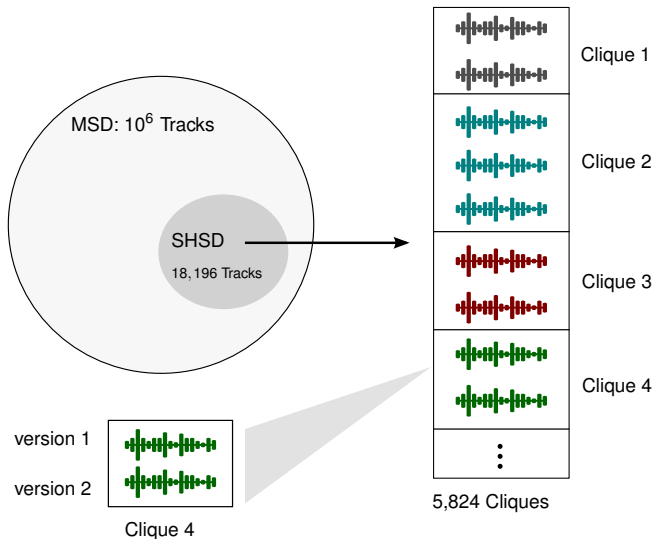 MSD: 10⁶ Tracks
SHSD
18,196 Tracks
Clique 1
Clique 2
Clique 3
Clique 4
5,824 Cliques
version 1
version 2
Clique 4